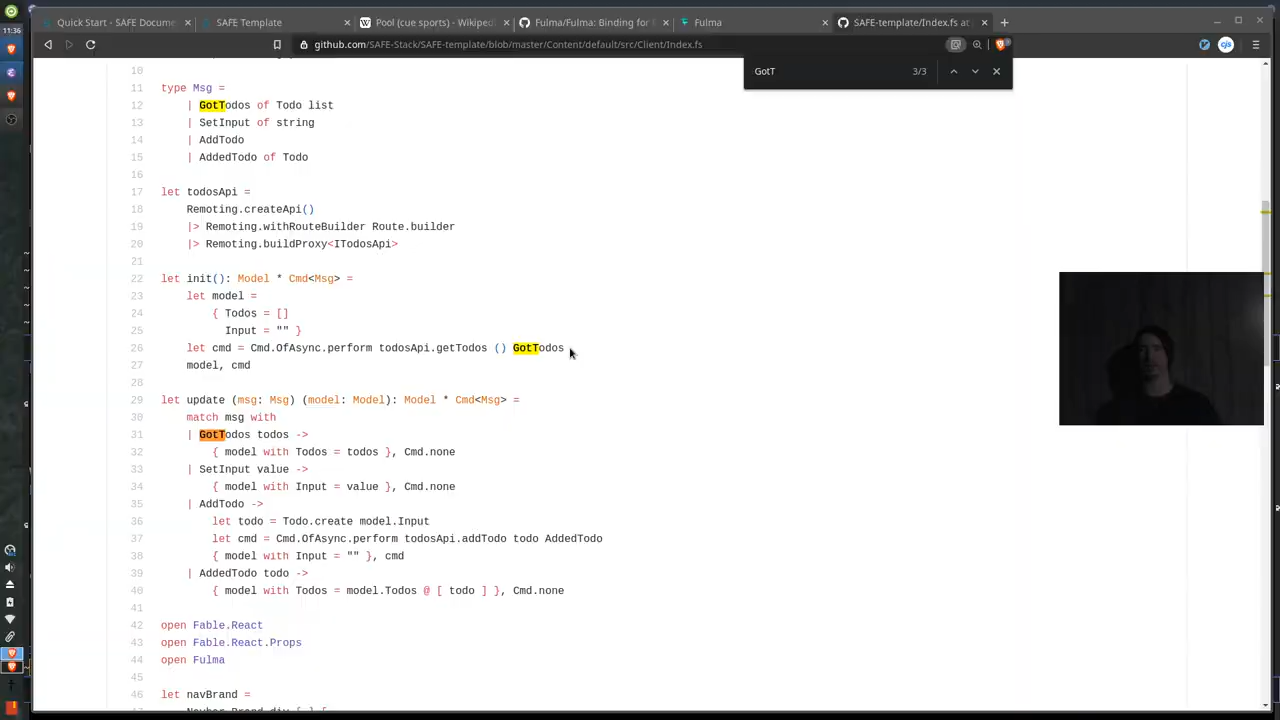 11:36
Quick Start - SAFE Docume
SAFE Template
Pool (cue sports) - Wikiped
Fulma/Fulma: Binding for
Fulma
SAFE-template/Index.fs at
github.com/SAFE-Stack/SAFE-template/blob/master/Content/default/src/Client/Index.fs
cjs
GotT
3/3
10
11 type Msg =
12 | GotTodos of Todo list
13 | SetInput of string
14 | AddTodo
15 | AddedTodo of Todo
16
17 let todosApi =
18 Remoting.createApi()
19 |> Remoting.withRouteBuilder Route.builder
20 |> Remoting.buildProxy<ITodosApi>
21
22 let init(): Model * Cmd<Msg> =
23 let model =
24 { Todos = []
25 Input = "" }
26 let cmd = Cmd.OfAsync.perform todosApi.getTodos () GotTodos
27 model, cmd
28
29 let update (msg: Msg) (model: Model): Model * Cmd<Msg> =
30 match msg with
31 | GotTodos todos ->
32 { model with Todos = todos }, Cmd.none
33 | SetInput value ->
34 { model with Input = value }, Cmd.none
35 | AddTodo ->
36 let todo = Todo.create model.Input
37 let cmd = Cmd.OfAsync.perform todosApi.addTodo todo AddedTodo
38 { model with Input = "" }, cmd
39 | AddedTodo todo ->
40 { model with Todos = model.Todos @ [ todo ] }, Cmd.none
41
42 open Fable.React
43 open Fable.React.Props
44 open Fulma
45
46 let navBrand =